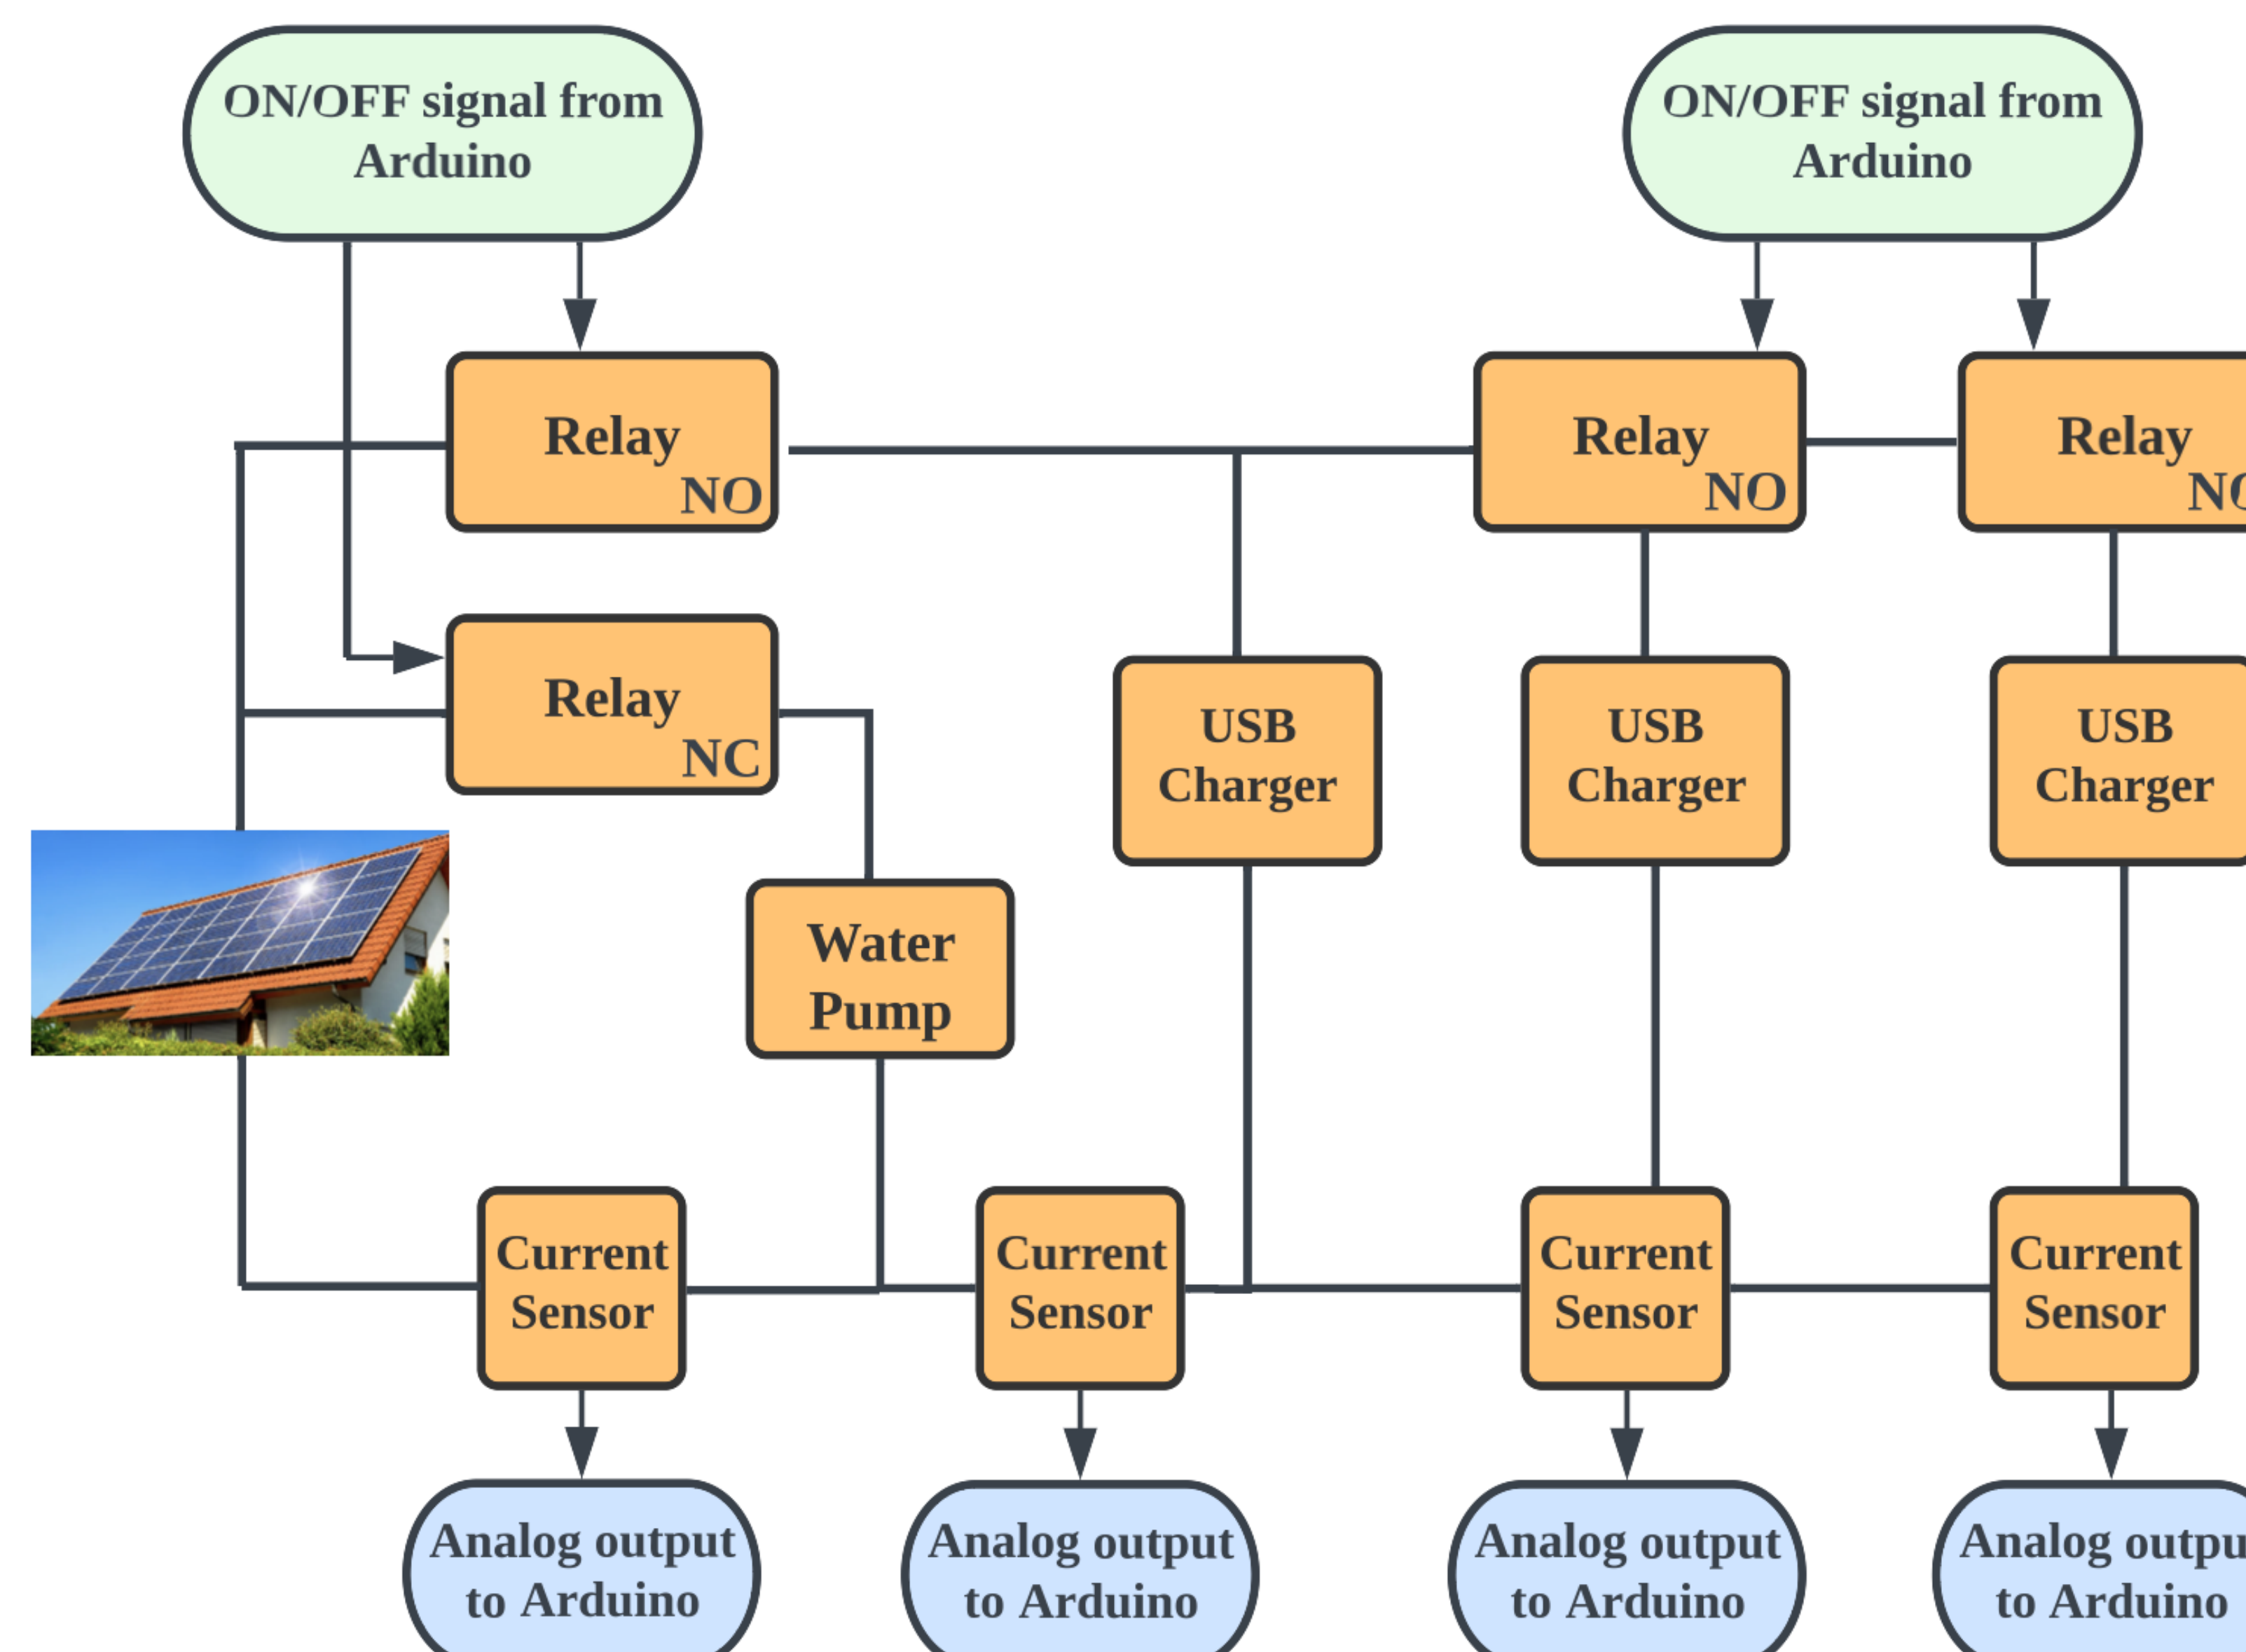 ON/OFF signal from
Arduino
ON/OFF signal from
Arduino
Relay
NO
Relay
NO
Relay
Relay
NC
USB
Charger
USB
Charger
USB
Charger
Water
Pump
Current
Sensor
Current
Sensor
Current
Sensor
Current
Sensor
Analog output
to Arduino
Analog output
to Arduino
Analog output
to Arduino
Analog
to Arduino